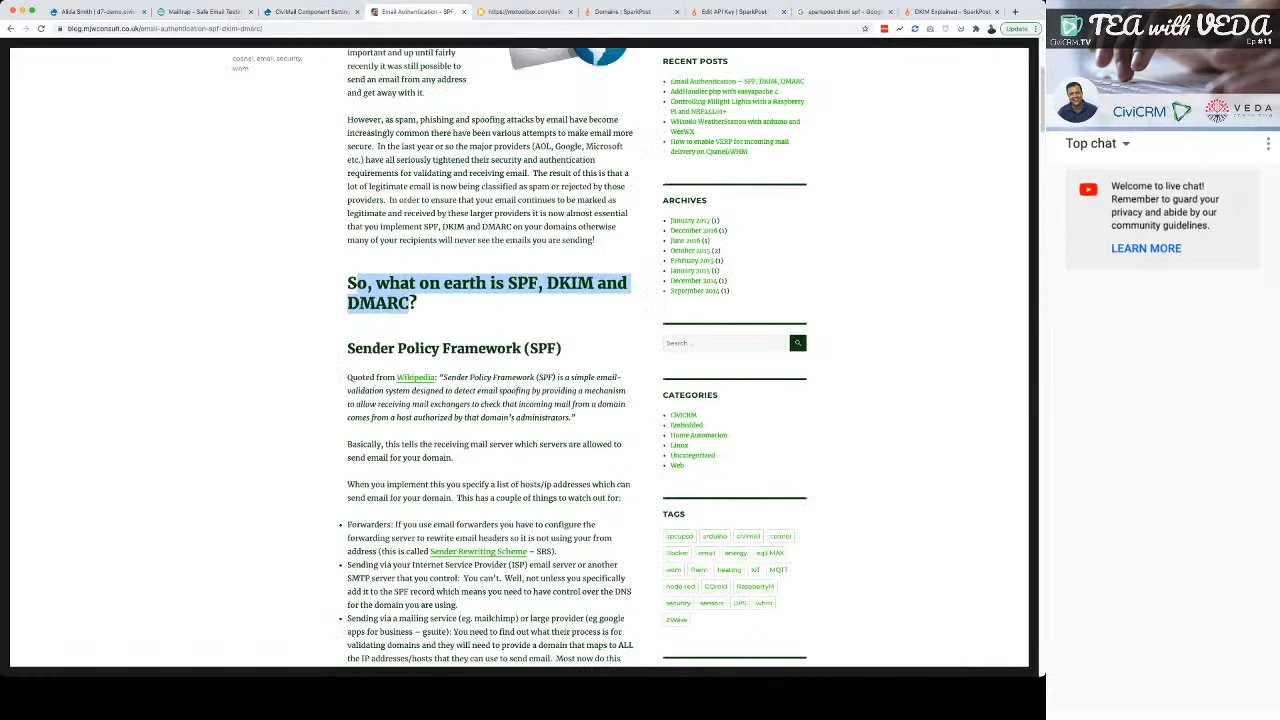 Alida Smith | d7-demo.civic
Mailtrap - Safe Email Testi
CiviMail Component Settings
Email Authentication – SPF,
https://mxtoolbox.com/deli
Domains | SparkPost
Edit API Key | SparkPost
sparkpost dkmi spf - Googl
DKIM Explained - SparkPost
blog.mjwconsult.co.uk/email-authentication-spf-dkim-dmarc/
Update
cpanel, email, security,
whm
important and up until fairly
recently it was still possible to
send an email from any address
and get away with it.
However, as spam, phishing and spoofing attacks by email have become
increasingly common there have been various attempts to make email more
secure. In the last year or so the major providers (AOL, Google, Microsoft
etc.) have all seriously tightened their security and authentication
requirements for validating and receiving email. The result of this is that a
lot of legitimate email is now being classified as spam or rejected by those
providers. In order to ensure that your email continues to be marked as
legitimate and received by these larger providers it is now almost essential
that you implement SPF, DKIM and DMARC on your domains otherwise
many of your recipients will never see the emails you are sending!
So, what on earth is SPF, DKIM and
DMARC?
Sender Policy Framework (SPF)
Quoted from Wikipedia: "Sender Policy Framework (SPF) is a simple email-
validation system designed to detect email spoofing by providing a mechanism
to allow receiving mail exchangers to check that incoming mail from a domain
comes from a host authorized by that domain's administrators."
Basically, this tells the receiving mail server which servers are allowed to
send email for your domain.
When you implement this you specify a list of hosts/ip addresses which can
send email for your domain. This has a couple of things to watch out for:
• Forwarders: If you use email forwarders you have to configure the
forwarding server to rewrite email headers so it is not using your from
address (this is called Sender Rewriting Scheme – SRS).
• Sending via your Internet Service Provider (ISP) email server or another
SMTP server that you control: You can't. Well, not unless you specifically
add it to the SPF record which means you need to have control over the DNS
for the domain you are using.
• Sending via a mailing service (eg. mailchimp) or large provider (eg google
apps for business – gsuite): You need to find out what their process is for
validating domains and they will need to provide a domain that maps to ALL
the IP addresses/hosts that they can use to send email. Most now do this
RECENT POSTS
• Email Authentication – SPF, DKIM, DMARC
• AddHandler php with easyapache 4
• Controlling Milight Lights with a Raspberry
Pi and NRF24L01+
• WH1080 WeatherStation with arduino and
WeeWX
• How to enable VERP for incoming mail
delivery on Cpanel/WHM
ARCHIVES
• January 2017 (1)
• December 2016 (1)
• June 2016 (1)
• October 2015 (2)
• February 2015 (1)
• January 2015 (1)
• December 2014 (1)
• September 2014 (1)
Search …
CATEGORIES
• CiviCRM
• Embedded
• Home Automation
• Linux
• Uncategorized
• Web
TAGS
apcupsd arduino civimail cpanel
Docker email energy eq3 MAX
exim fhem heating IoT MQTT
node-red ODroid RaspberryPi
security sensors UPS whm
ZWave
TEA with VEDA
CiviCRM.TV
Ep #11
CiviCRM
VEDA
CONSULTING
Top chat
Welcome to live chat!
Remember to guard your
privacy and abide by our
community guidelines.
LEARN MORE